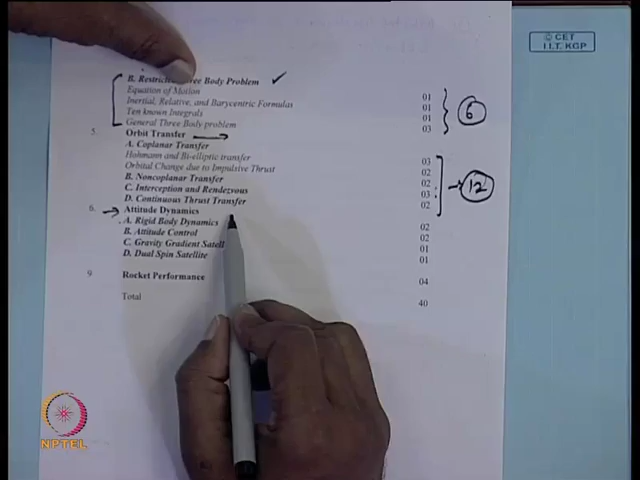 © CET
I.I.T. KGP
B. Restric Body Problem ✓
Equation of Motion 01
Inertial, Relative, and Barycentric Formulas 01
Ten known Integrals 01
General Three Body problem 03
6
5. Orbit Transfer →
A. Coplanar Transfer
Hohmann and Bi-elliptic transfer 03
Orbital Change due to Impulsive Thrust 02
B. Noncoplanar Transfer 02
C. Interception and Rendezvous 03
D. Continuous Thrust Transfer 02
→ 12
6. → Attitude Dynamics
A. Rigid Body Dynamics 02
B. Attitude Control 02
C. Gravity Gradient Satell 01
D. Dual Spin Satellite 01
9 Rocket Performance 04
Total 40
NPTEL